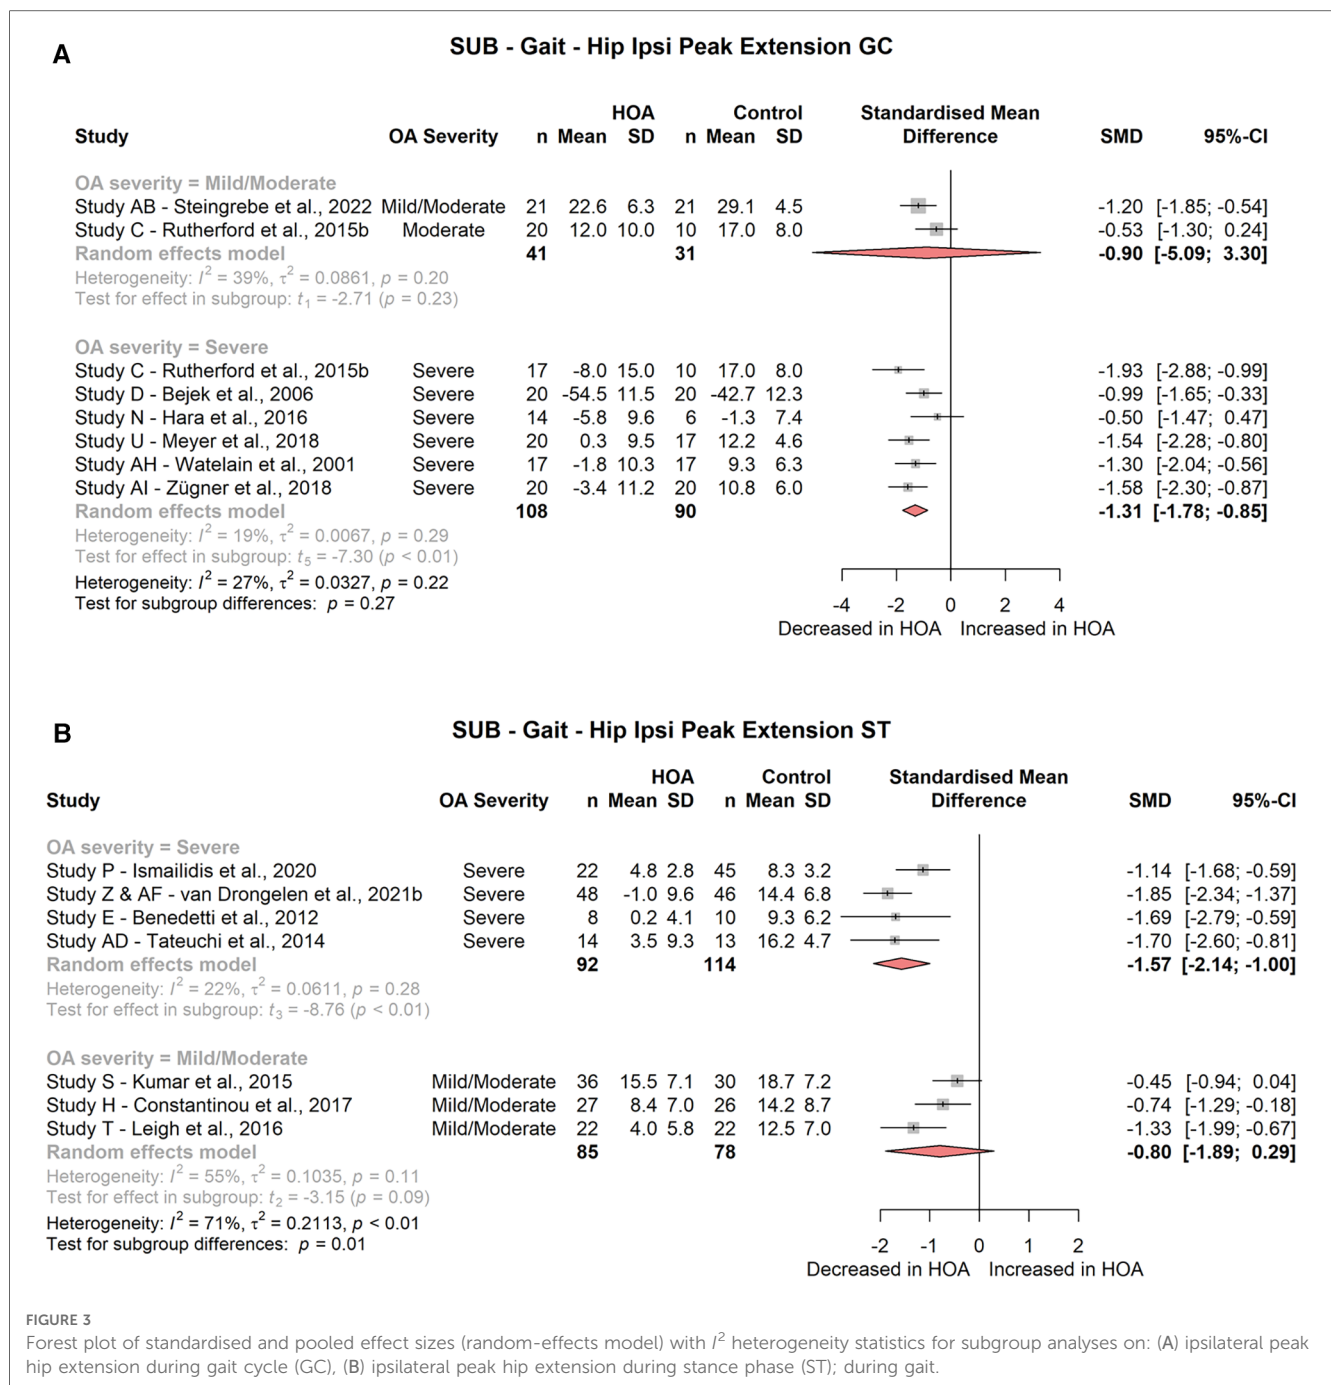 A
SUB - Gait - Hip Ipsi Peak Extension GC
HOA Control Standardised Mean
Study OA Severity n Mean SD n Mean SD Difference SMD 95%-CI
OA severity = Mild/Moderate
Study AB - Steingrebe et al., 2022 Mild/Moderate 21 22.6 6.3 21 29.1 4.5 -1.20 [-1.85; -0.54]
Study C - Rutherford et al., 2015b Moderate 20 12.0 10.0 10 17.0 8.0 -0.53 [-1.30; 0.24]
Random effects model 41 31 -0.90 [-5.09; 3.30]
Heterogeneity: I² = 39%, τ² = 0.0861, p = 0.20
Test for effect in subgroup: t₁ = -2.71 (p = 0.23)
OA severity = Severe
Study C - Rutherford et al., 2015b Severe 17 -8.0 15.0 10 17.0 8.0 -1.93 [-2.88; -0.99]
Study D - Bejek et al., 2006 Severe 20 -54.5 11.5 20 -42.7 12.3 -0.99 [-1.65; -0.33]
Study N - Hara et al., 2016 Severe 14 -5.8 9.6 6 -1.3 7.4 -0.50 [-1.47; 0.47]
Study U - Meyer et al., 2018 Severe 20 0.3 9.5 17 12.2 4.6 -1.54 [-2.28; -0.80]
Study AH - Watelain et al., 2001 Severe 17 -1.8 10.3 17 9.3 6.3 -1.30 [-2.04; -0.56]
Study AI - Zügner et al., 2018 Severe 20 -3.4 11.2 20 10.8 6.0 -1.58 [-2.30; -0.87]
Random effects model 108 90 -1.31 [-1.78; -0.85]
Heterogeneity: I² = 19%, τ² = 0.0067, p = 0.29
Test for effect in subgroup: t₅ = -7.30 (p < 0.01)
Heterogeneity: I² = 27%, τ² = 0.0327, p = 0.22
Test for subgroup differences: p = 0.27
-4 -2 0 2 4
Decreased in HOA Increased in HOA
B
SUB - Gait - Hip Ipsi Peak Extension ST
HOA Control Standardised Mean
Study OA Severity n Mean SD n Mean SD Difference SMD 95%-CI
OA severity = Severe
Study P - Ismailidis et al., 2020 Severe 22 4.8 2.8 45 8.3 3.2 -1.14 [-1.68; -0.59]
Study Z & AF - van Drongelen et al., 2021b Severe 48 -1.0 9.6 46 14.4 6.8 -1.85 [-2.34; -1.37]
Study E - Benedetti et al., 2012 Severe 8 0.2 4.1 10 9.3 6.2 -1.69 [-2.79; -0.59]
Study AD - Tateuchi et al., 2014 Severe 14 3.5 9.3 13 16.2 4.7 -1.70 [-2.60; -0.81]
Random effects model 92 114 -1.57 [-2.14; -1.00]
Heterogeneity: I² = 22%, τ² = 0.0611, p = 0.28
Test for effect in subgroup: t₃ = -8.76 (p < 0.01)
OA severity = Mild/Moderate
Study S - Kumar et al., 2015 Mild/Moderate 36 15.5 7.1 30 18.7 7.2 -0.45 [-0.94; 0.04]
Study H - Constantinou et al., 2017 Mild/Moderate 27 8.4 7.0 26 14.2 8.7 -0.74 [-1.29; -0.18]
Study T - Leigh et al., 2016 Mild/Moderate 22 4.0 5.8 22 12.5 7.0 -1.33 [-1.99; -0.67]
Random effects model 85 78 -0.80 [-1.89; 0.29]
Heterogeneity: I² = 55%, τ² = 0.1035, p = 0.11
Test for effect in subgroup: t₂ = -3.15 (p = 0.09)
Heterogeneity: I² = 71%, τ² = 0.2113, p < 0.01
Test for subgroup differences: p = 0.01
-2 -1 0 1 2
Decreased in HOA Increased in HOA
FIGURE 3
Forest plot of standardised and pooled effect sizes (random-effects model) with I² heterogeneity statistics for subgroup analyses on: (A) ipsilateral peak
hip extension during gait cycle (GC), (B) ipsilateral peak hip extension during stance phase (ST); during gait.